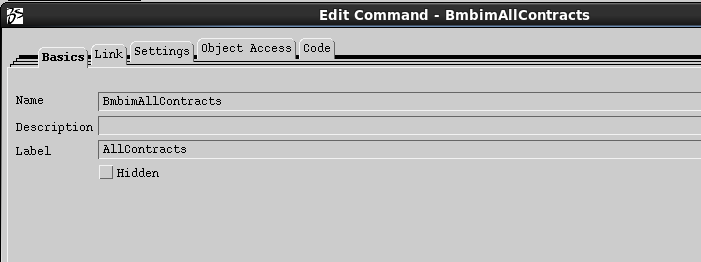 Edit Command - BmbimAllContracts
Basics Link Settings Object Access Code
Name BmbimAllContracts
Description
Label AllContracts
Hidden